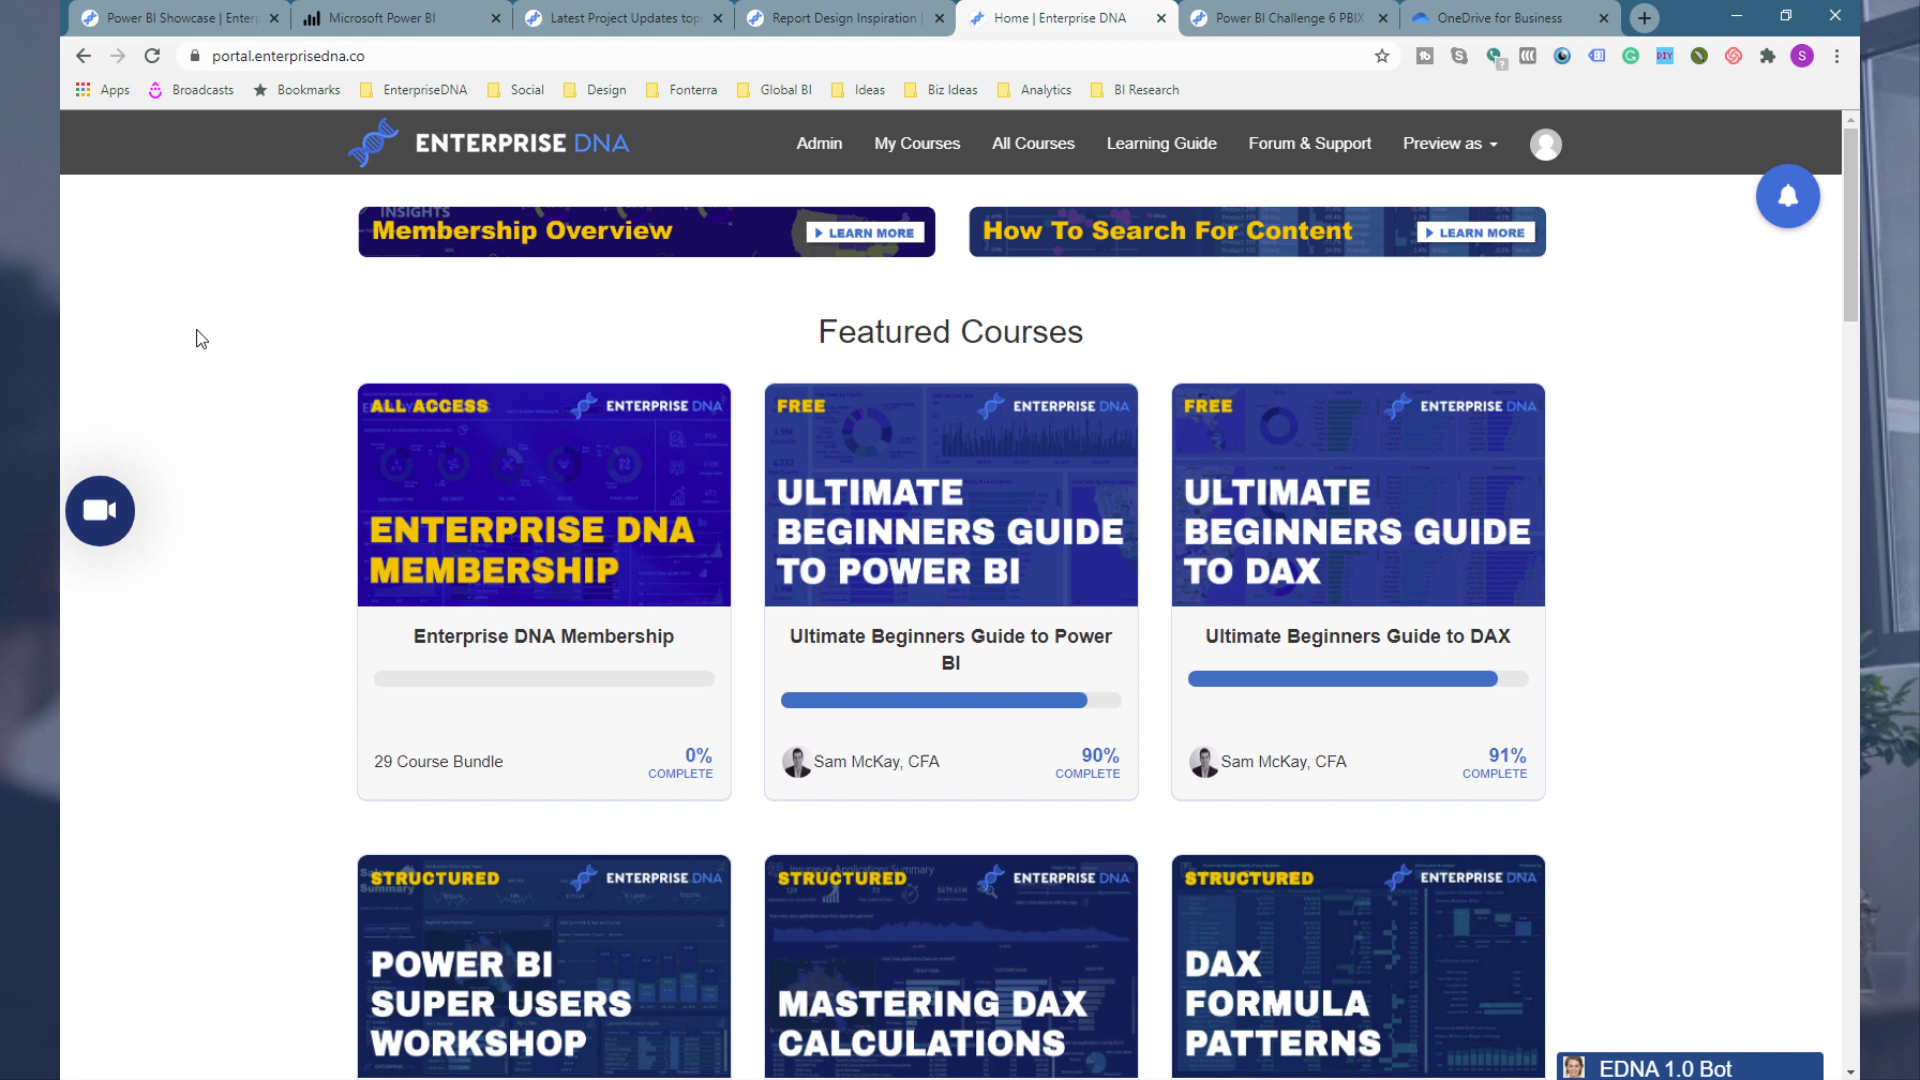 Power BI Showcase | Enter
Microsoft Power BI
Latest Project Updates top
Report Design Inspiration |
Home | Enterprise DNA
Power BI Challenge 6 PBIX
OneDrive for Business
portal.enterprisedna.co
Apps
Broadcasts
Bookmarks
EnterpriseDNA
Social
Design
Fonterra
Global BI
Ideas
Biz Ideas
Analytics
BI Research
ENTERPRISE DNA
Admin
My Courses
All Courses
Learning Guide
Forum & Support
Preview as
S
INSIGHTS
Membership Overview
LEARN MORE
How To Search For Content
LEARN MORE
Featured Courses
ALL ACCESS
ENTERPRISE DNA
ENTERPRISE DNA
MEMBERSHIP
Enterprise DNA Membership
29 Course Bundle
0%
COMPLETE
FREE
ENTERPRISE DNA
ULTIMATE
BEGINNERS GUIDE
TO POWER BI
Ultimate Beginners Guide to Power
BI
Sam McKay, CFA
90%
COMPLETE
FREE
ENTERPRISE DNA
ULTIMATE
BEGINNERS GUIDE
TO DAX
Ultimate Beginners Guide to DAX
Sam McKay, CFA
91%
COMPLETE
STRUCTURED
ENTERPRISE DNA
POWER BI
SUPER USERS
WORKSHOP
Insurance Applications Summary
STRUCTURED
ENTERPRISE DNA
MASTERING DAX
CALCULATIONS
STRUCTURED
ENTERPRISE DNA
DAX
FORMULA
PATTERNS
EDNA 1.0 Bot